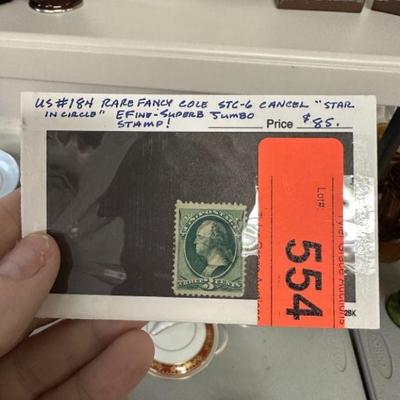 US #184 RARE FANCY COLE STC-6 CANCEL "STAR
IN CIRCLE" EFINE-SUPERB JUMBO
STAMP!
Price $85.
U.S. POSTAGE
THREE 3 CENTS
Lot#
554